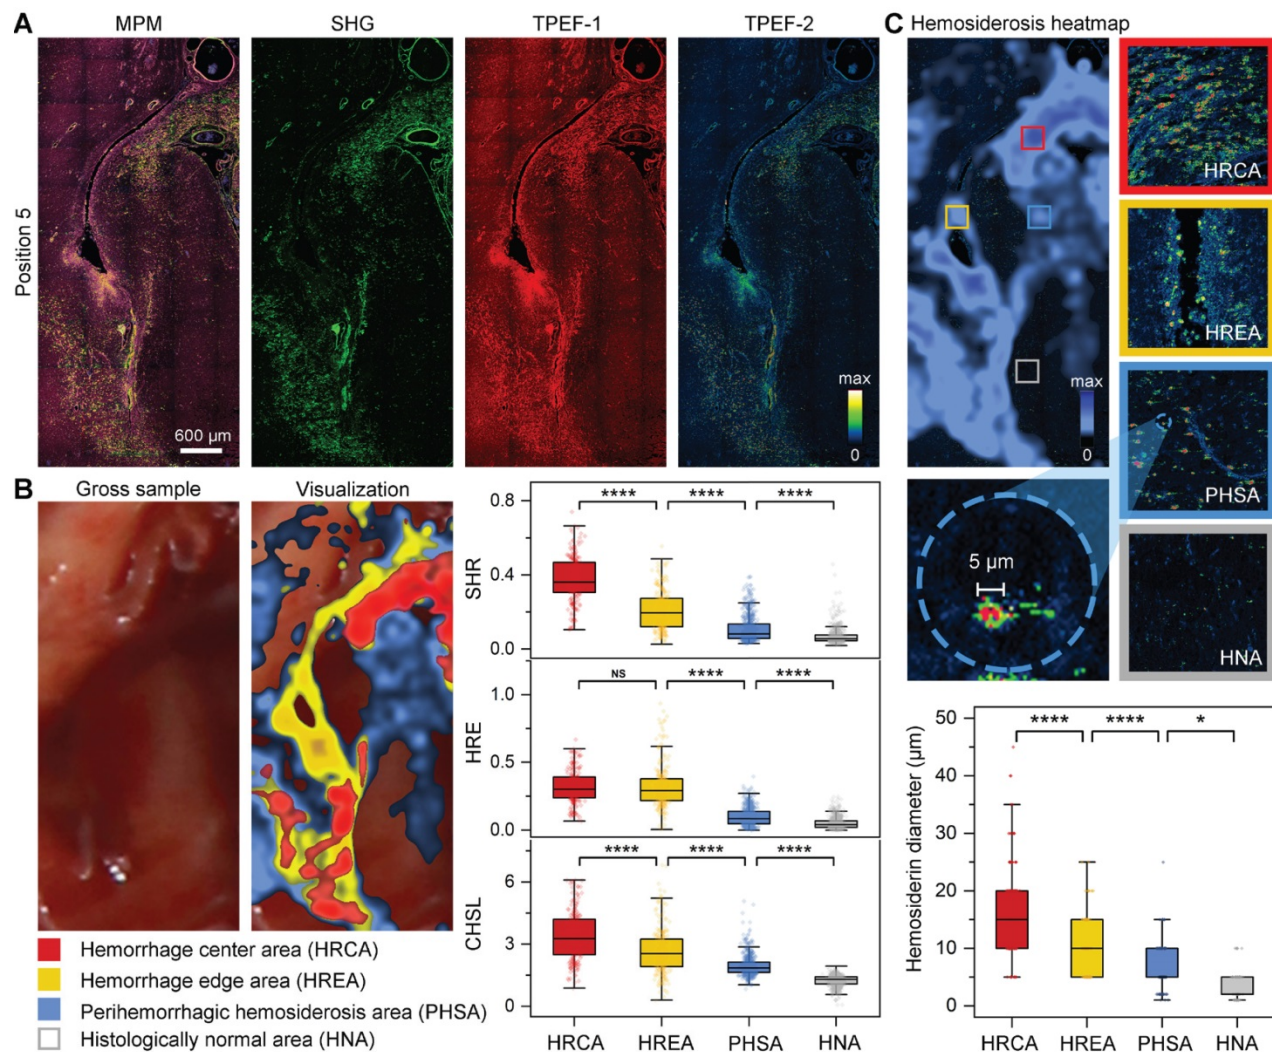 A
MPM
SHG
TPEF-1
TPEF-2
C Hemosiderosis heatmap
Position 5
600 µm
max
0
max
0
HRCA
HREA
PHSA
HNA
5 µm
B
Gross sample
Visualization
Hemorrhage center area (HRCA)
Hemorrhage edge area (HREA)
Perihemorrhagic hemosiderosis area (PHSA)
Histologically normal area (HNA)
SHR
0.8
0.4
0.0
**** **** ****
HRE
1.0
0.5
0.0
NS **** ****
CHSL
6
3
0
**** **** ****
HRCA HREA PHSA HNA
Hemosiderin diameter (µm)
50
40
30
20
10
0
**** **** *
HRCA HREA PHSA HNA